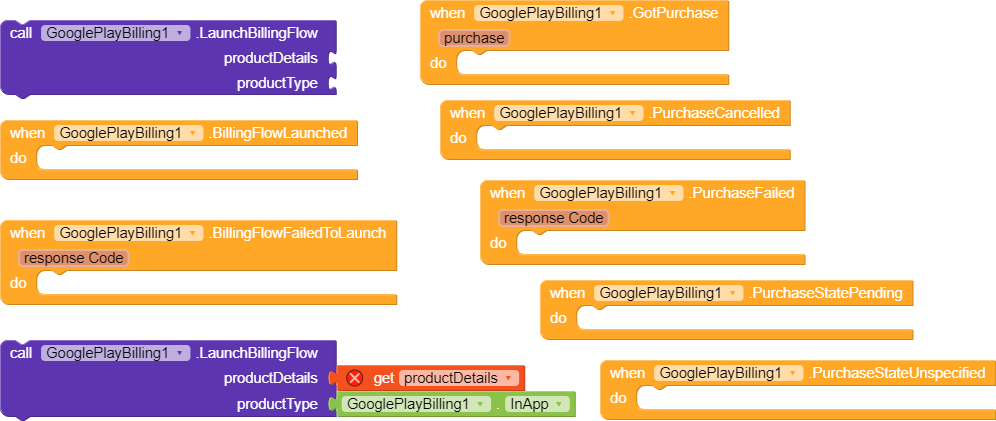 call GooglePlayBilling1 .LaunchBillingFlow
productDetails
productType
when GooglePlayBilling1 .BillingFlowLaunched
do
when GooglePlayBilling1 .BillingFlowFailedToLaunch
response Code
do
call GooglePlayBilling1 .LaunchBillingFlow
productDetails get productDetails
productType GooglePlayBilling1 . InApp
when GooglePlayBilling1 .GotPurchase
purchase
do
when GooglePlayBilling1 .PurchaseCancelled
do
when GooglePlayBilling1 .PurchaseFailed
response Code
do
when GooglePlayBilling1 .PurchaseStatePending
do
when GooglePlayBilling1 .PurchaseStateUnspecified
do